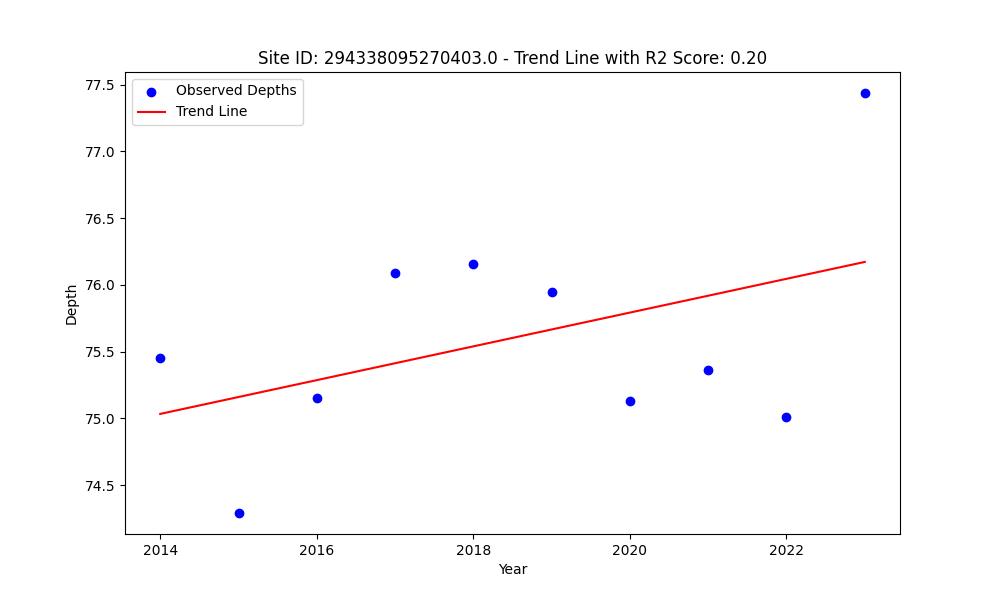 Site ID: 294338095270403.0 - Trend Line with R2 Score: 0.20
Observed Depths
Trend Line
77.5
77.0
76.5
76.0
75.5
75.0
74.5
Depth
2014
2016
2018
2020
2022
Year